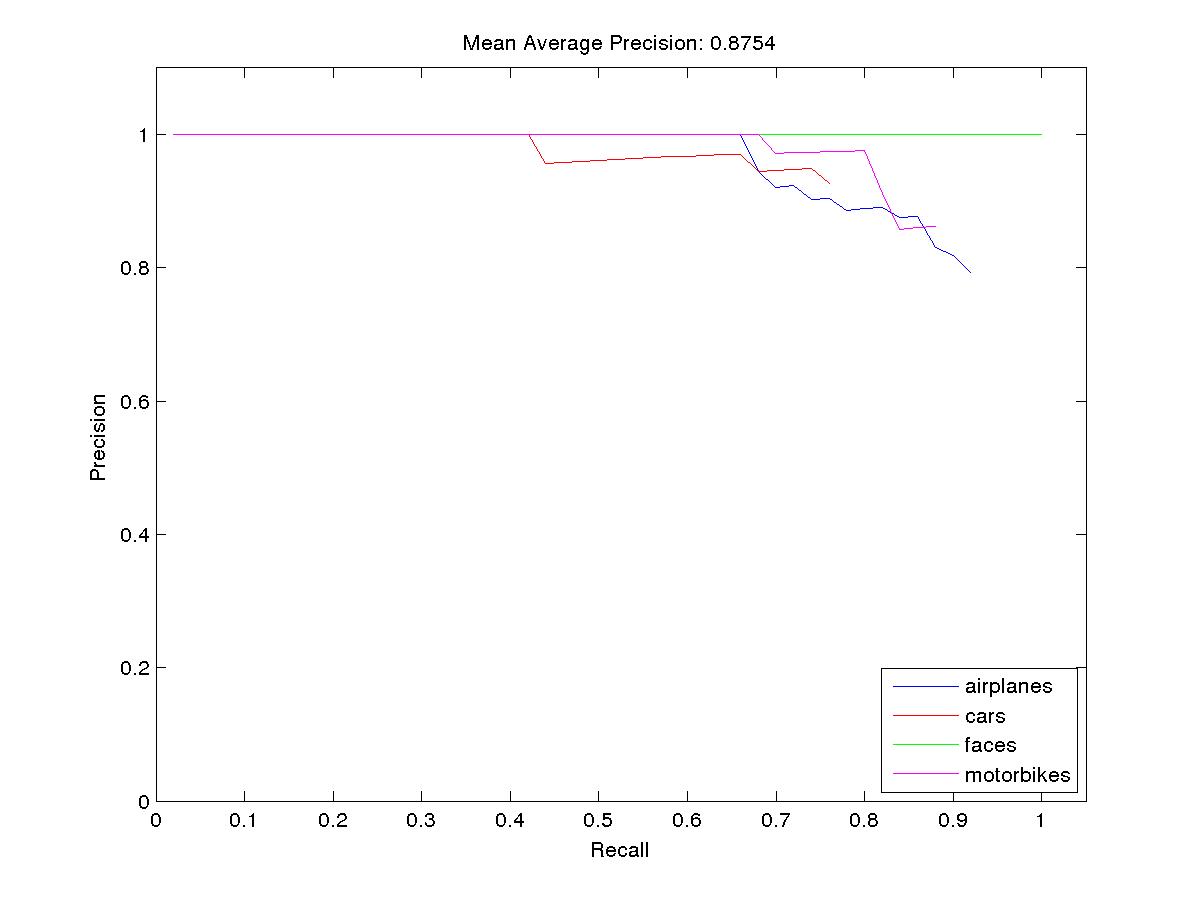 Mean Average Precision: 0.8754
1
0.8
0.6
0.4
0.2
0
Precision
airplanes
cars
faces
motorbikes
0 0.1 0.2 0.3 0.4 0.5 0.6 0.7 0.8 0.9 1
Recall